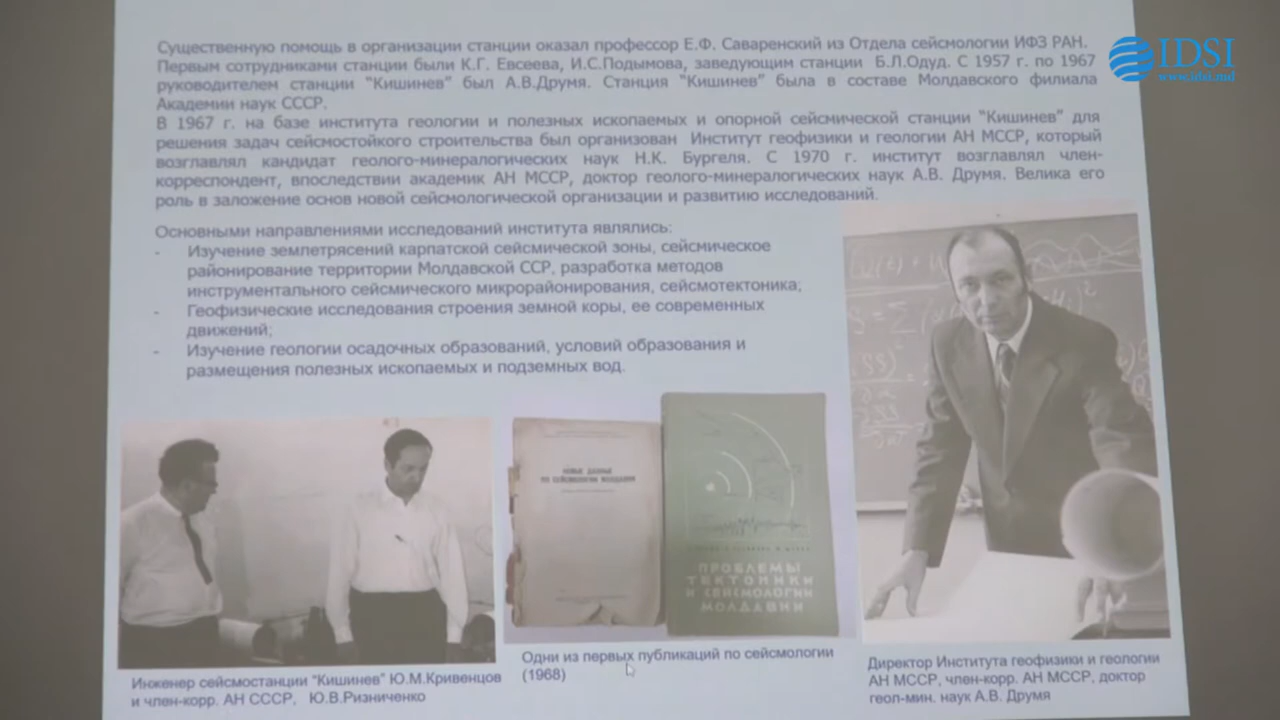 Существенную помощь в организации станции оказал профессор Е.Ф. Саваренский из Отдела сейсмологии ИФЗ РАН.
Первым сотрудниками станции были К.Г. Евсеева, И.С.Подымова, заведующим станции Б.Л.Одуд. С 1957 г. по 1967
руководителем станции "Кишинев" был А.В.Друмя. Станция "Кишинев" была в составе Молдавского филиала
Академии наук СССР.
В 1967 г. на базе института геологии и полезных ископаемых и опорной сейсмической станции "Кишинев" для
решения задач сейсмостойкого строительства был организован Институт геофизики и геологии АН МССР, который
возглавлял кандидат геолого-минералогических наук Н.К. Бургеля. С 1970 г. институт возглавлял член-
корреспондент, впоследствии академик АН МССР, доктор геолого-минералогических наук А.В. Друмя. Велика его
роль в заложение основ новой сейсмологической организации и развитию исследований.
Основными направлениями исследований института являлись:
- Изучение землетрясений карпатской сейсмической зоны, сейсмическое
районирование территории Молдавской ССР, разработка методов
инструментального сейсмического микрорайонирования, сейсмотектоника;
- Геофизические исследования строения земной коры, ее современных
движений;
- Изучение геологии осадочных образований, условий образования и
размещения полезных ископаемых и подземных вод.
IDSI
www.idsi.md
НОВЫЕ ДАННЫЕ
ПО СЕЙСМОЛОГИИ МОЛДАВИИ
ПРОБЛЕМЫ
ТЕКТОНИКИ
И СЕЙСМОЛОГИИ
МОЛДАВИИ
Инженер сейсмостанции "Кишинев" Ю.М.Кривенцов
и член-корр. АН СССР, Ю.В.Ризниченко
Одни из первых публикаций по сейсмологии
(1968)
Директор Института геофизики и геологии
АН МССР, член-корр. АН МССР, доктор
геол-мин. наук А.В. Друмя